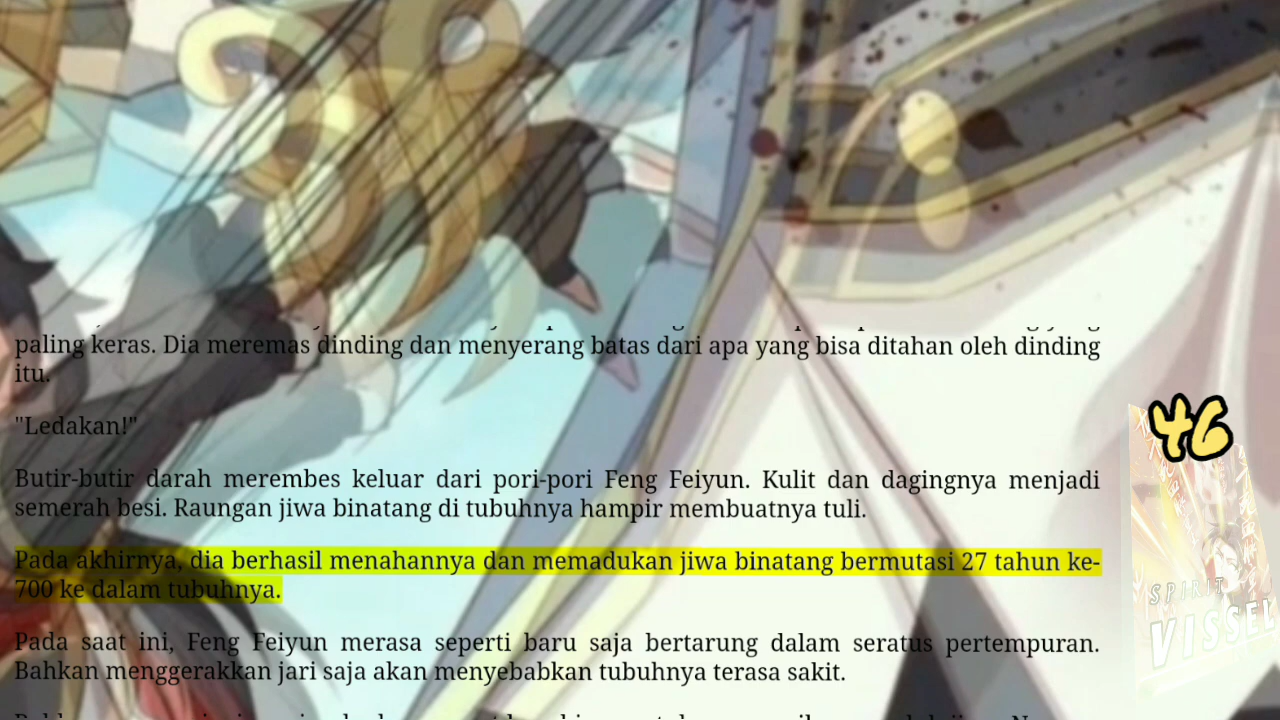 paling keras. Dia meremas dinding dan menyerang batas dari apa yang bisa ditahan oleh dinding
itu.
"Ledakan!"
Butir-butir darah merembes keluar dari pori-pori Feng Feiyun. Kulit dan dagingnya menjadi
semerah besi. Raungan jiwa binatang di tubuhnya hampir membuatnya tuli.
Pada akhirnya, dia berhasil menahannya dan memadukan jiwa binatang bermutasi 27 tahun ke-
700 ke dalam tubuhnya.
Pada saat ini, Feng Feiyun merasa seperti baru saja bertarung dalam seratus pertempuran.
Bahkan menggerakkan jari saja akan menyebabkan tubuhnya terasa sakit.
46
SPIRIT
VISSEL